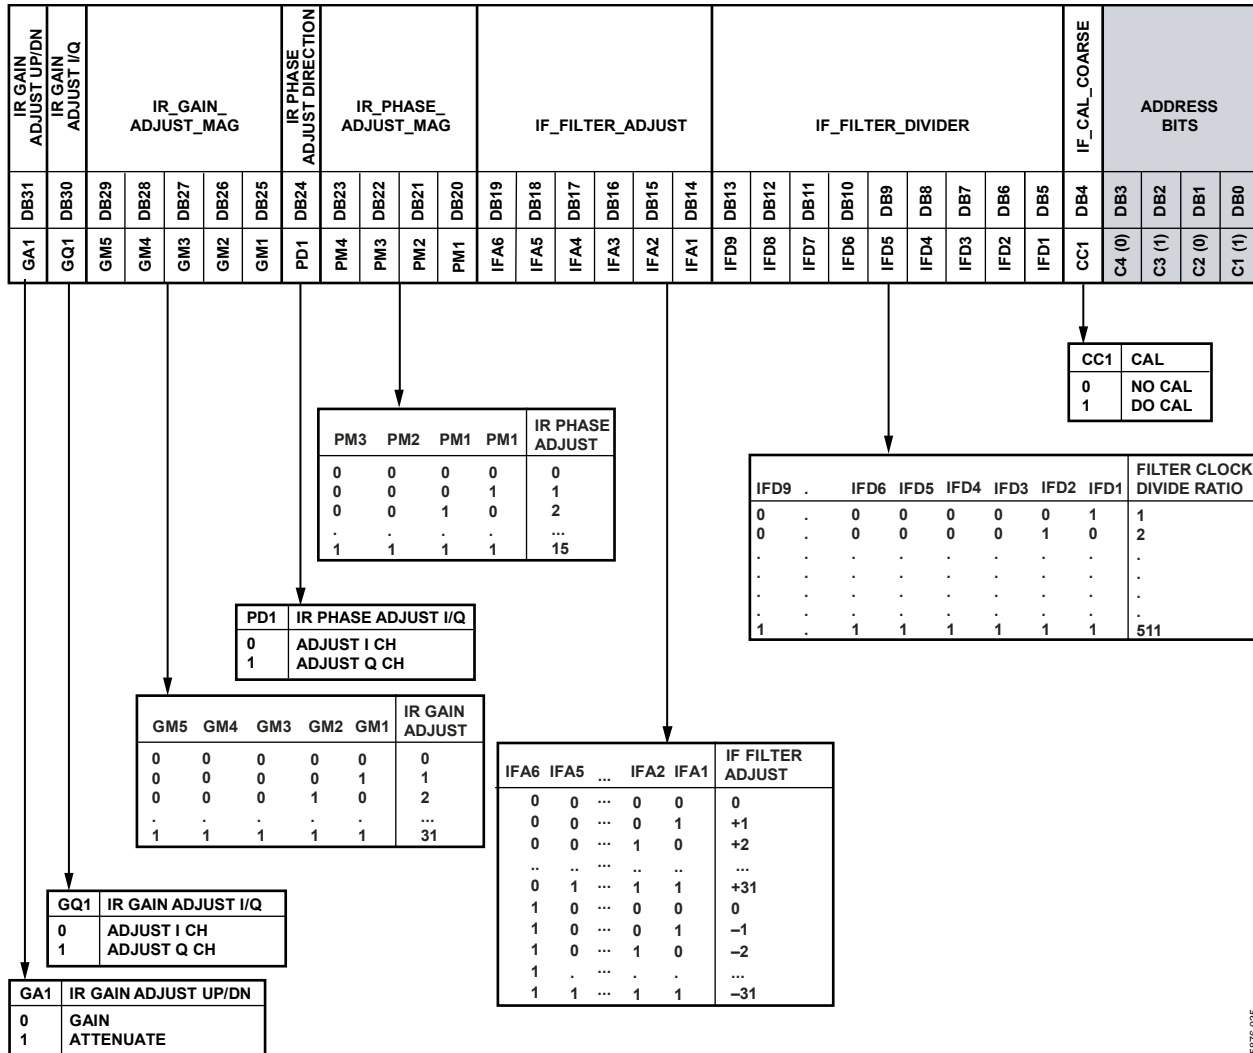 IR GAIN
ADJUST UP/DN
IR GAIN
ADJUST I/Q
IR_GAIN_
ADJUST_MAG
IR PHASE
ADJUST DIRECTION
IR_PHASE_
ADJUST_MAG
IF_FILTER_ADJUST
IF_FILTER_DIVIDER
IF_CAL_COARSE
ADDRESS
BITS
DB31 DB30 DB29 DB28 DB27 DB26 DB25 DB24 DB23 DB22 DB21 DB20 DB19 DB18 DB17 DB16 DB15 DB14 DB13 DB12 DB11 DB10 DB9 DB8 DB7 DB6 DB5 DB4 DB3 DB2 DB1 DB0
GA1 GQ1 GM5 GM4 GM3 GM2 GM1 PD1 PM4 PM3 PM2 PM1 IFA6 IFA5 IFA4 IFA3 IFA2 IFA1 IFD9 IFD8 IFD7 IFD6 IFD5 IFD4 IFD3 IFD2 IFD1 CC1 C4 (0) C3 (1) C2 (0) C1 (1)
CC1 CAL
0 NO CAL
1 DO CAL
PM3 PM2 PM1 PM1 IR PHASE
ADJUST
0 0 0 0 0
0 0 0 1 1
0 0 1 0 2
. . . . ...
1 1 1 1 15
IFD9 . IFD6 IFD5 IFD4 IFD3 IFD2 IFD1 FILTER CLOCK
DIVIDE RATIO
0 . 0 0 0 0 0 1 1
0 . 0 0 0 0 1 0 2
. . . . . . . . .
. . . . . . . . .
. . . . . . . . .
. . . . . . . . .
1 . 1 1 1 1 1 1 511
PD1 IR PHASE ADJUST I/Q
0 ADJUST I CH
1 ADJUST Q CH
GM5 GM4 GM3 GM2 GM1 IR GAIN
ADJUST
0 0 0 0 0 0
0 0 0 0 1 1
0 0 0 1 0 2
. . . . . ...
1 1 1 1 1 31
IFA6 IFA5 ... IFA2 IFA1 IF FILTER
ADJUST
0 0 ... 0 0 0
0 0 ... 0 1 +1
0 0 ... 1 0 +2
.. .. ... .. .. ...
0 1 ... 1 1 +31
1 0 ... 0 0 0
1 0 ... 0 1 –1
1 0 ... 1 0 –2
1 . ... . . ...
1 1 ... 1 1 –31
GQ1 IR GAIN ADJUST I/Q
0 ADJUST I CH
1 ADJUST Q CH
GA1 IR GAIN ADJUST UP/DN
0 GAIN
1 ATTENUATE